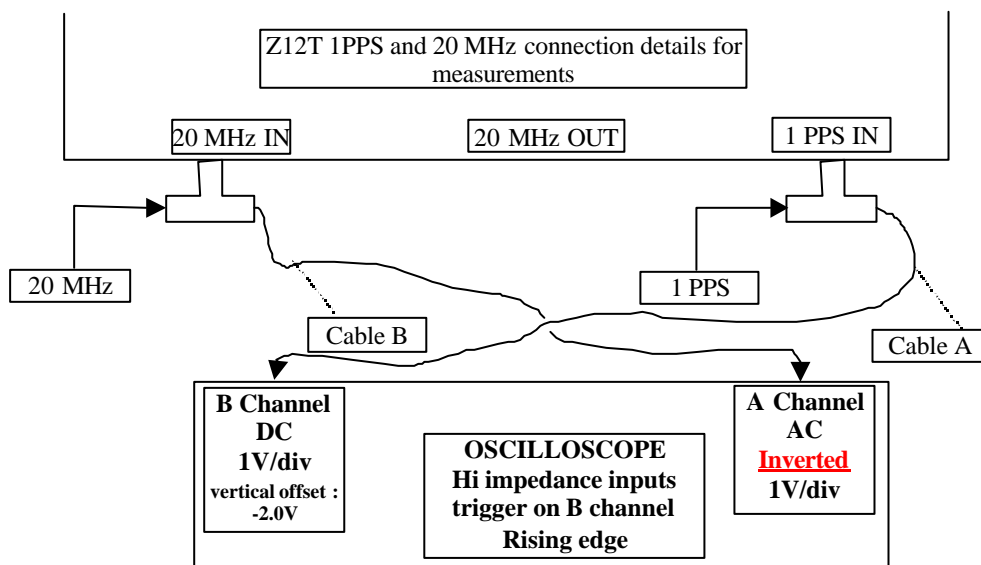 Z12T 1PPS and 20 MHz connection details for
measurements
20 MHz IN
20 MHz OUT
1 PPS IN
20 MHz
1 PPS
Cable B
Cable A
B Channel
DC
1V/div
vertical offset :
-2.0V
OSCILLOSCOPE
Hi impedance inputs
trigger on B channel
Rising edge
A Channel
AC
Inverted
1V/div